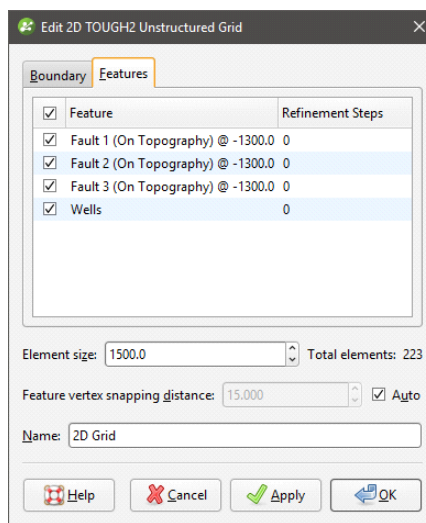 Edit 2D TOUGH2 Unstructured Grid
Boundary Features
Feature Refinement Steps
Fault 1 (On Topography) @ -1300.0 0
Fault 2 (On Topography) @ -1300.0 0
Fault 3 (On Topography) @ -1300.0 0
Wells 0
Element size: 1500.0 Total elements: 223
Feature vertex snapping distance: 15.000 Auto
Name: 2D Grid
Help Cancel Apply OK